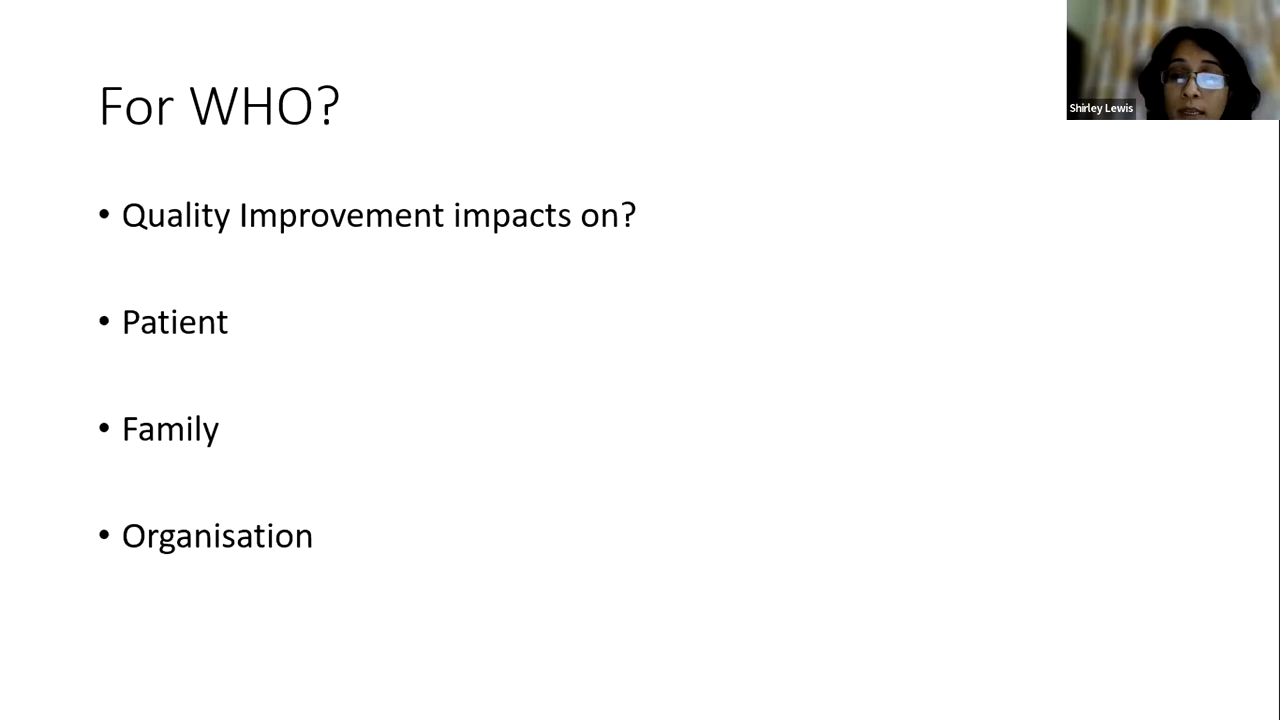 For WHO?
• Quality Improvement impacts on?
• Patient
• Family
• Organisation
Shirley Lewis